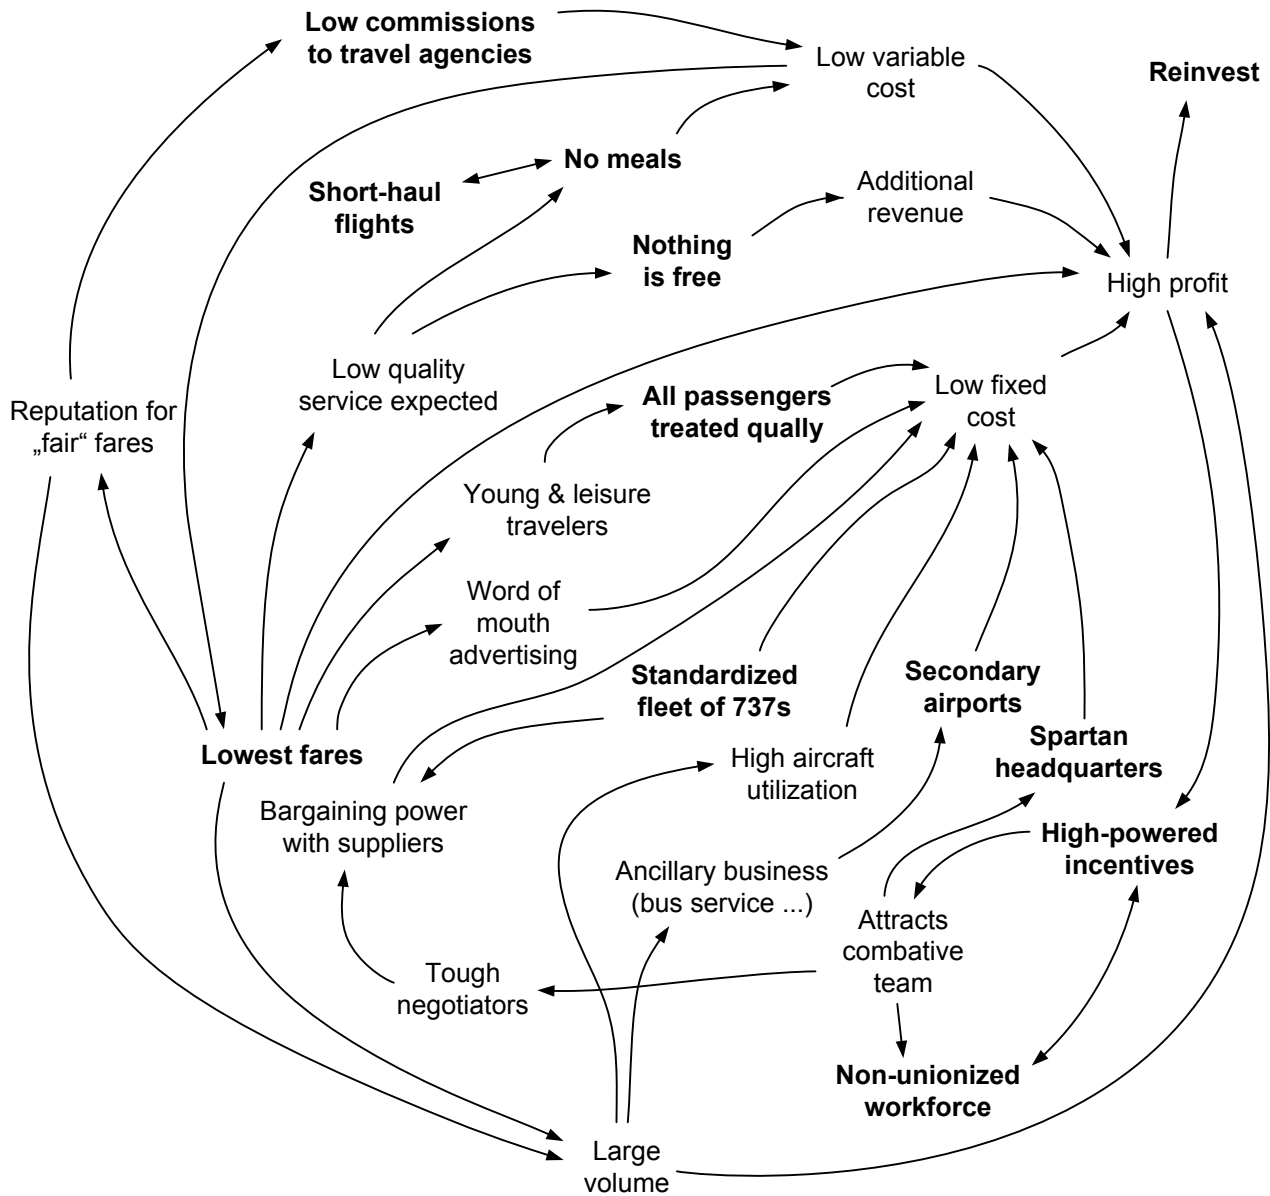 Low commissions
to travel agencies
Low variable
cost
Reinvest
No meals
Short-haul
flights
Additional
revenue
Nothing
is free
High profit
Low quality
service expected
All passengers
treated qually
Low fixed
cost
Reputation for
„fair“ fares
Young & leisure
travelers
Word of
mouth
advertising
Standardized
fleet of 737s
Secondary
airports
Lowest fares
Spartan
headquarters
High aircraft
utilization
Bargaining power
with suppliers
High-powered
incentives
Ancillary business
(bus service ...)
Attracts
combative
team
Tough
negotiators
Non-unionized
workforce
Large
volume